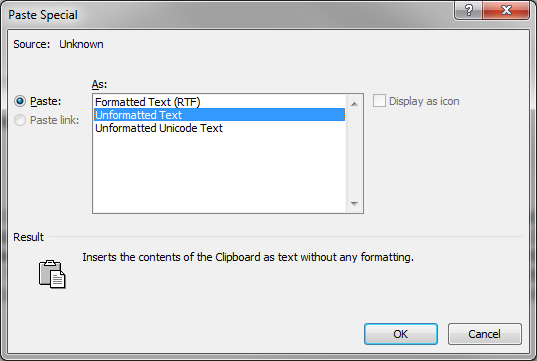 Paste Special
Source: Unknown
As:
Paste:
Paste link:
Formatted Text (RTF)
Unformatted Text
Unformatted Unicode Text
Display as icon
Result
Inserts the contents of the Clipboard as text without any formatting.
OK
Cancel